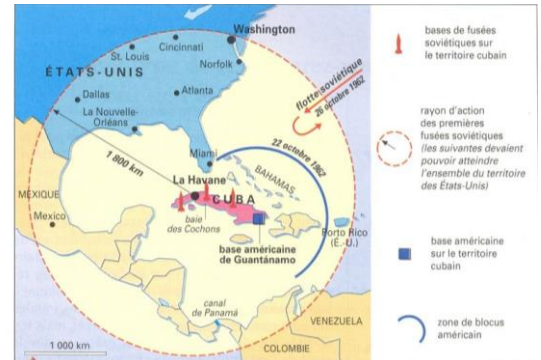 Washington
Cincinnati
St. Louis
Norfolk
ÉTATS-UNIS
Dallas
Atlanta
La Nouvelle-
Orléans
flotte soviétique
26 octobre 1962
1 800 km
Miami
22 octobre 1962
BAHAMAS
La Havane
CUBA
MEXIQUE
Mexico
baie
des Cochons
base américaine
de Guantánamo
Porto Rico
(É.-U.)
canal
de Panamá
VENEZUELA
COLOMBIE
1 000 km
bases de fusées
soviétiques sur
le territoire cubain
rayon d'action
des premières
fusées soviétiques
(les suivantes devaient
pouvoir atteindre
l'ensemble du territoire
des États-Unis)
base américaine
sur le territoire
cubain
zone de blocus
américain